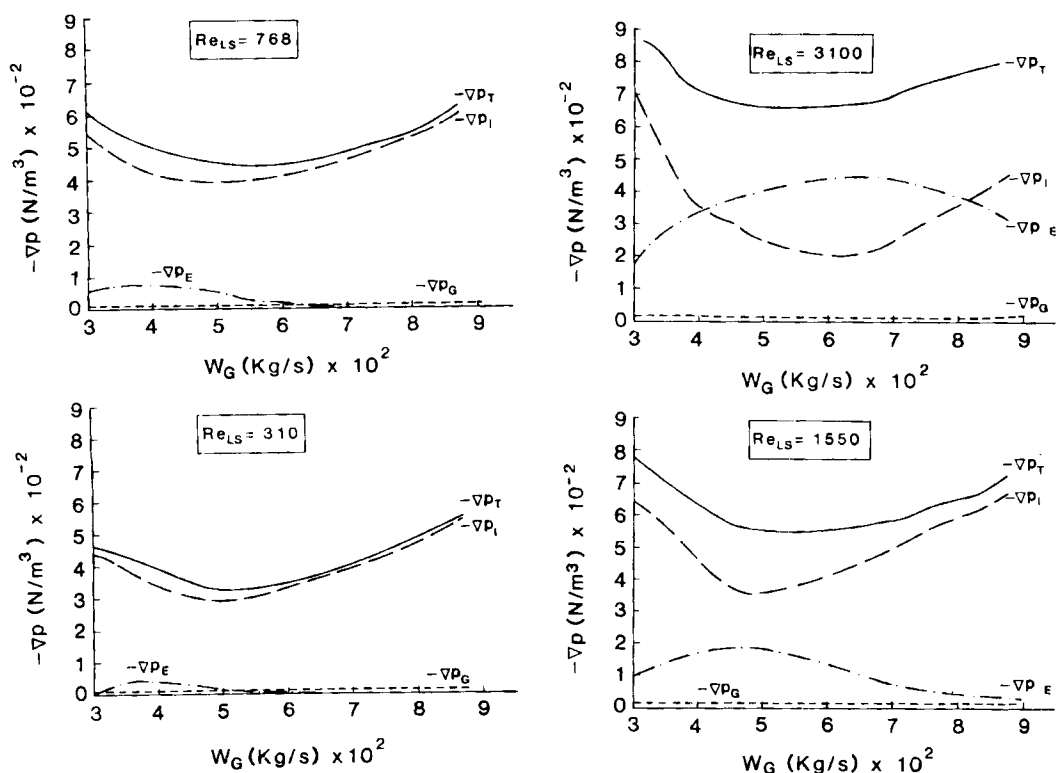 Re_LS = 768
-∇p (N/m³) x 10⁻²
9
8
7
6
5
4
3
2
1
0
-∇p_T
-∇p_I
-∇p_E
-∇p_G
3 4 5 6 7 8 9
W_G (Kg/s) x 10²
Re_LS = 3100
-∇p (N/m³) x10⁻²
9
8
7
6
5
4
3
2
1
0
-∇p_T
-∇p_I
-∇p_E
-∇p_G
3 4 5 6 7 8 9
W_G (Kg/s) x 10²
Re_LS = 310
-∇p (N/m³) x 10⁻²
9
8
7
6
5
4
3
2
1
0
-∇p_T
-∇p_I
-∇p_E
-∇p_G
3 4 5 6 7 8 9
W_G (Kg/s) x10²
Re_LS = 1550
-∇p (N/m³) x 10⁻²
9
8
7
6
5
4
3
2
1
0
-∇p_T
-∇p_I
-∇p_G
-∇p_E
3 4 5 6 7 8 9
W_G (Kg/s) x 10²